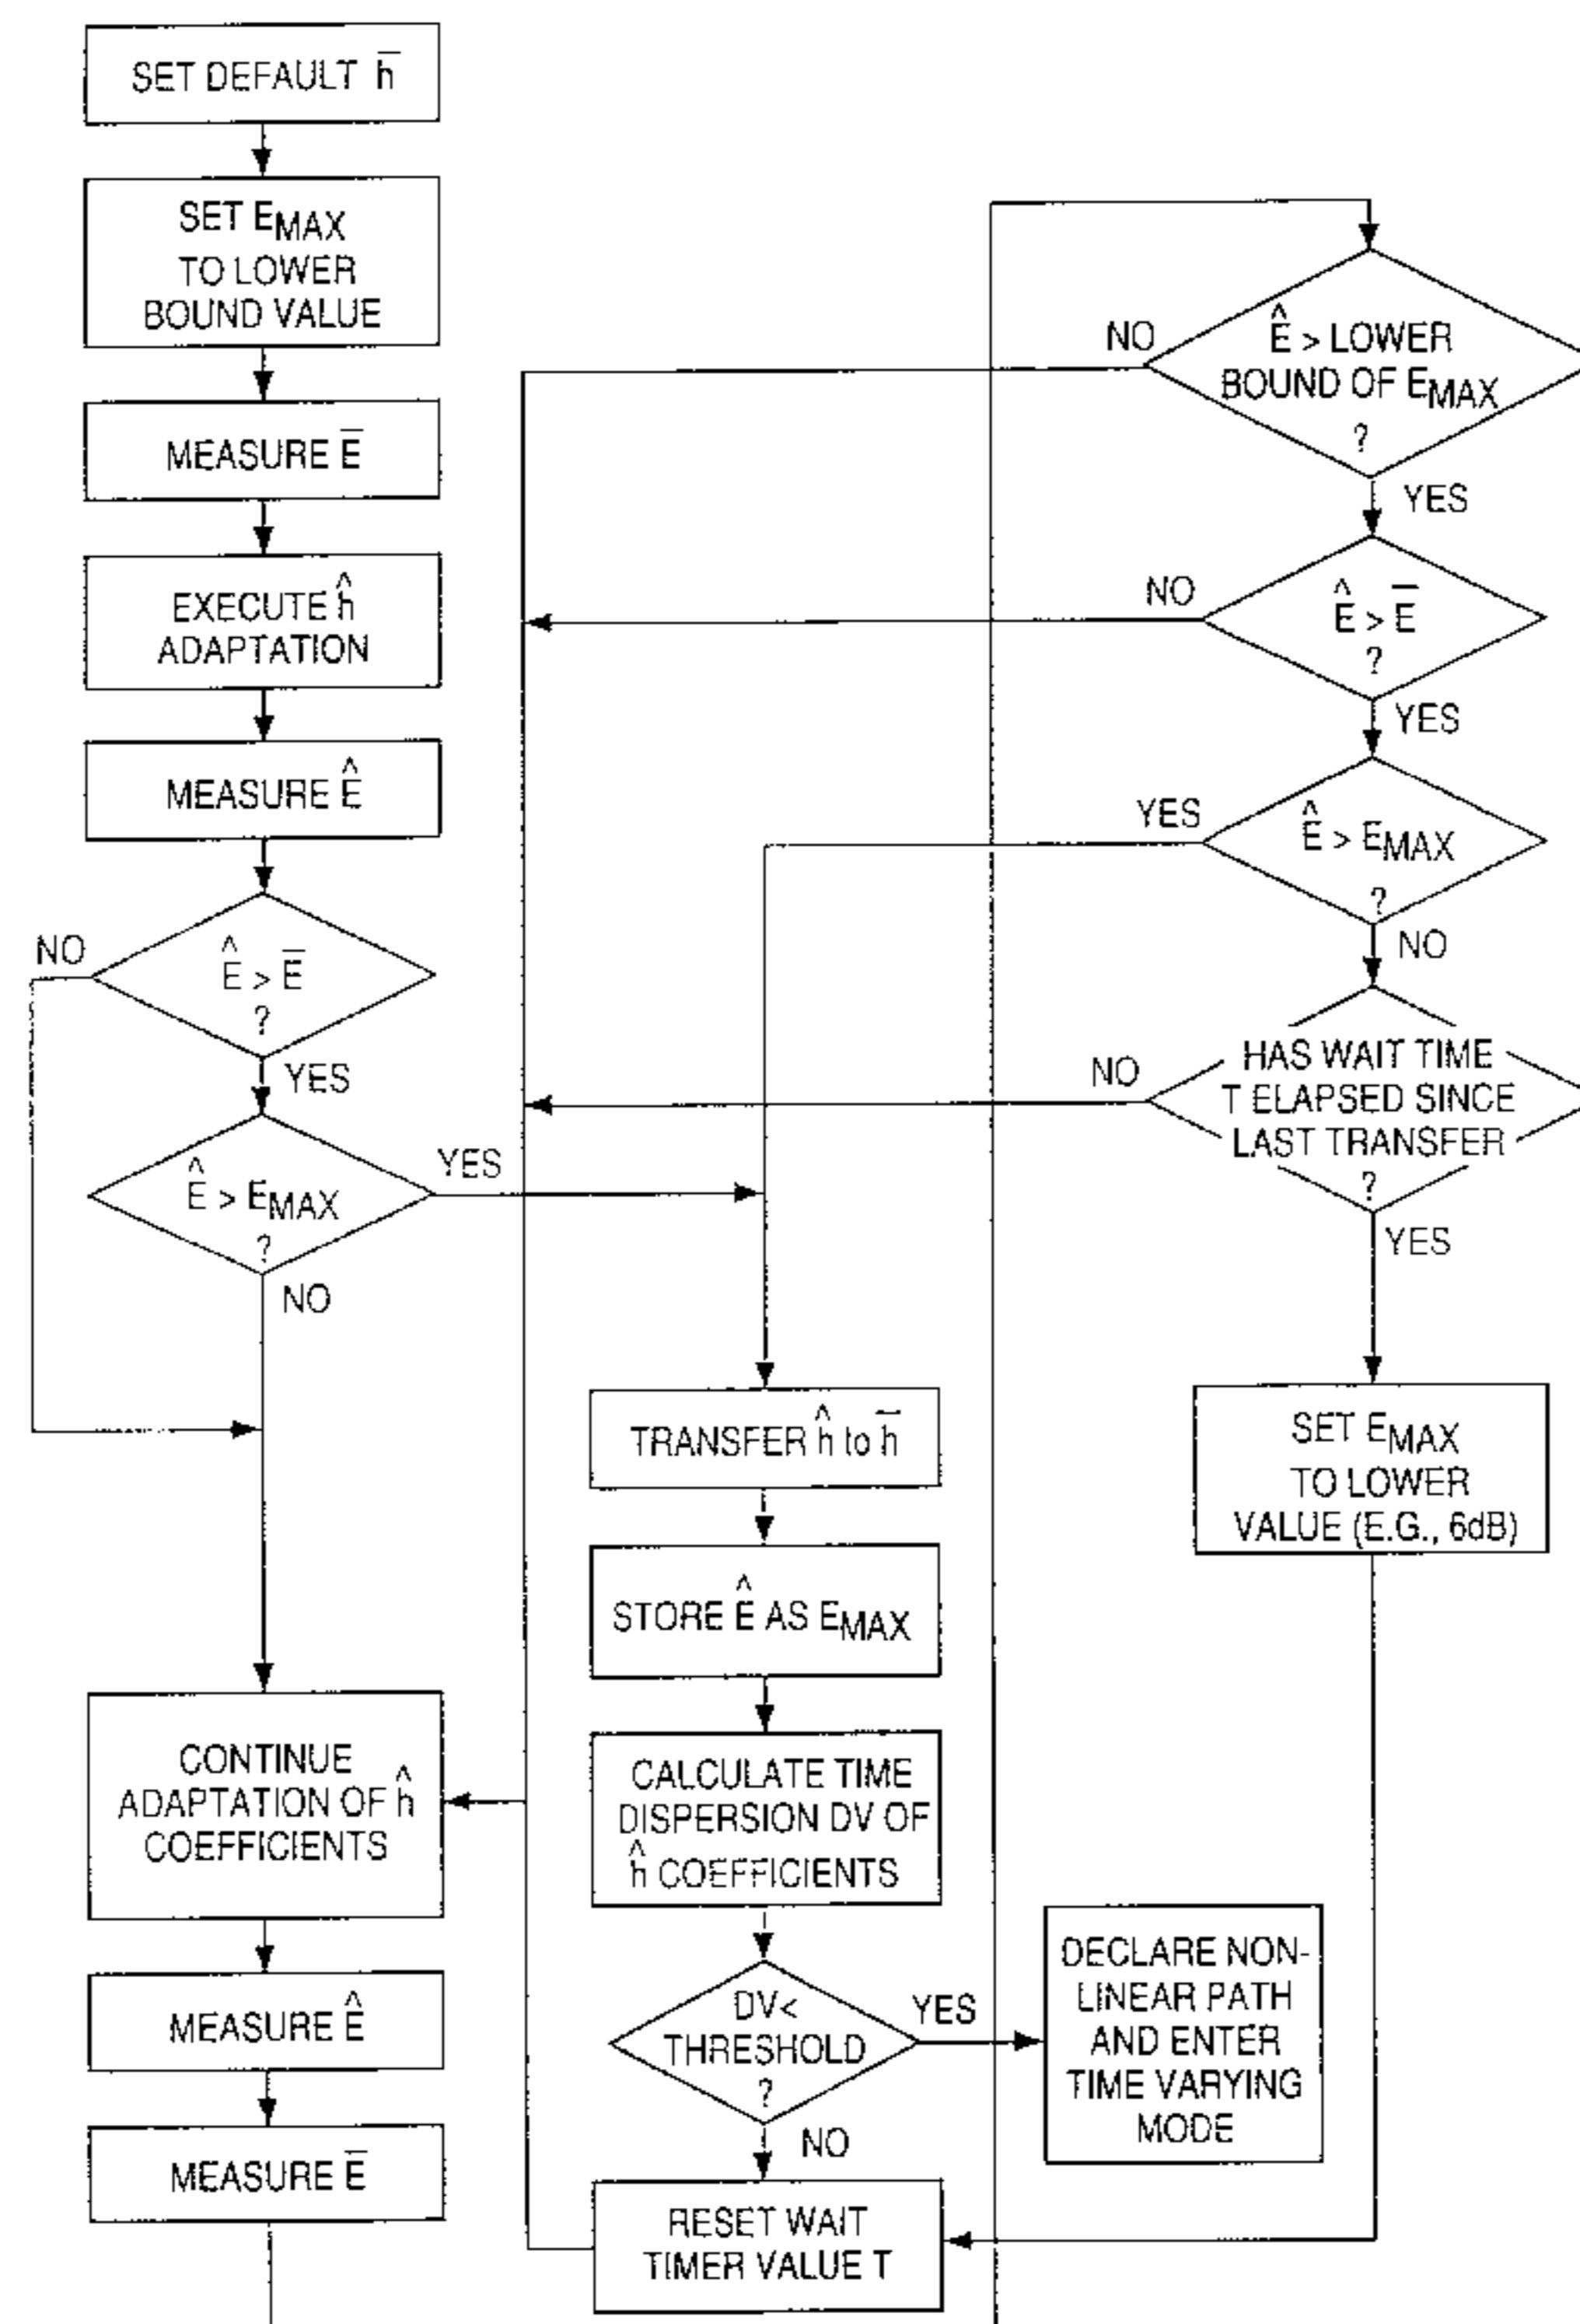 SET DEFAULT h̅
SET EMAX
TO LOWER
BOUND VALUE
MEASURE E̅
EXECUTE ĥ
ADAPTATION
MEASURE Ê
NO
Ê > E̅
?
YES
Ê > EMAX
?
YES
NO
CONTINUE
ADAPTATION OF ĥ
COEFFICIENTS
MEASURE Ê
MEASURE E̅
TRANSFER ĥ to h̅
STORE Ê AS EMAX
CALCULATE TIME
DISPERSION DV OF
ĥ COEFFICIENTS
DV<
THRESHOLD
?
YES
NO
RESET WAIT
TIMER VALUE T
DECLARE NON-
LINEAR PATH
AND ENTER
TIME VARYING
MODE
NO
Ê > LOWER
BOUND OF EMAX
?
YES
NO
Ê > E̅
?
YES
YES
Ê > EMAX
?
NO
NO
HAS WAIT TIME
T ELAPSED SINCE
LAST TRANSFER
?
YES
SET EMAX
TO LOWER
VALUE (E.G., 6dB)